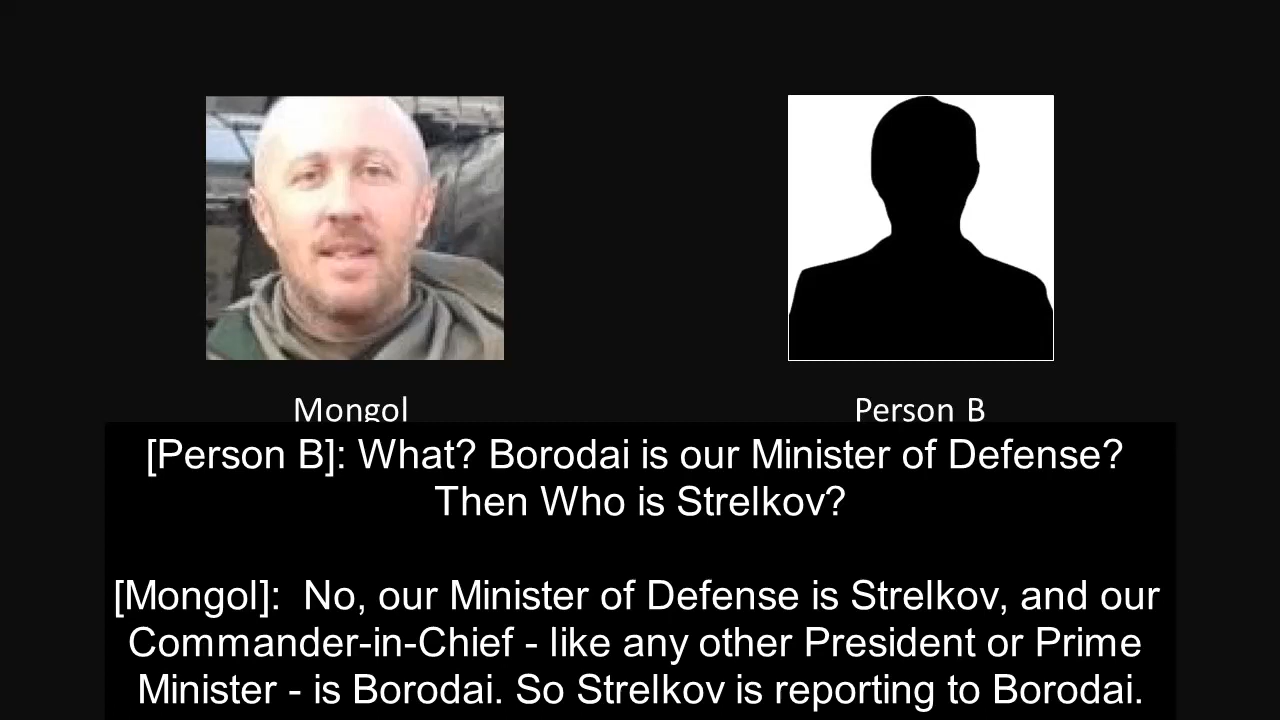 Mongol
Person B
[Person B]: What? Borodai is our Minister of Defense?
Then Who is Strelkov?
[Mongol]:  No, our Minister of Defense is Strelkov, and our
Commander-in-Chief - like any other President or Prime
Minister - is Borodai. So Strelkov is reporting to Borodai.